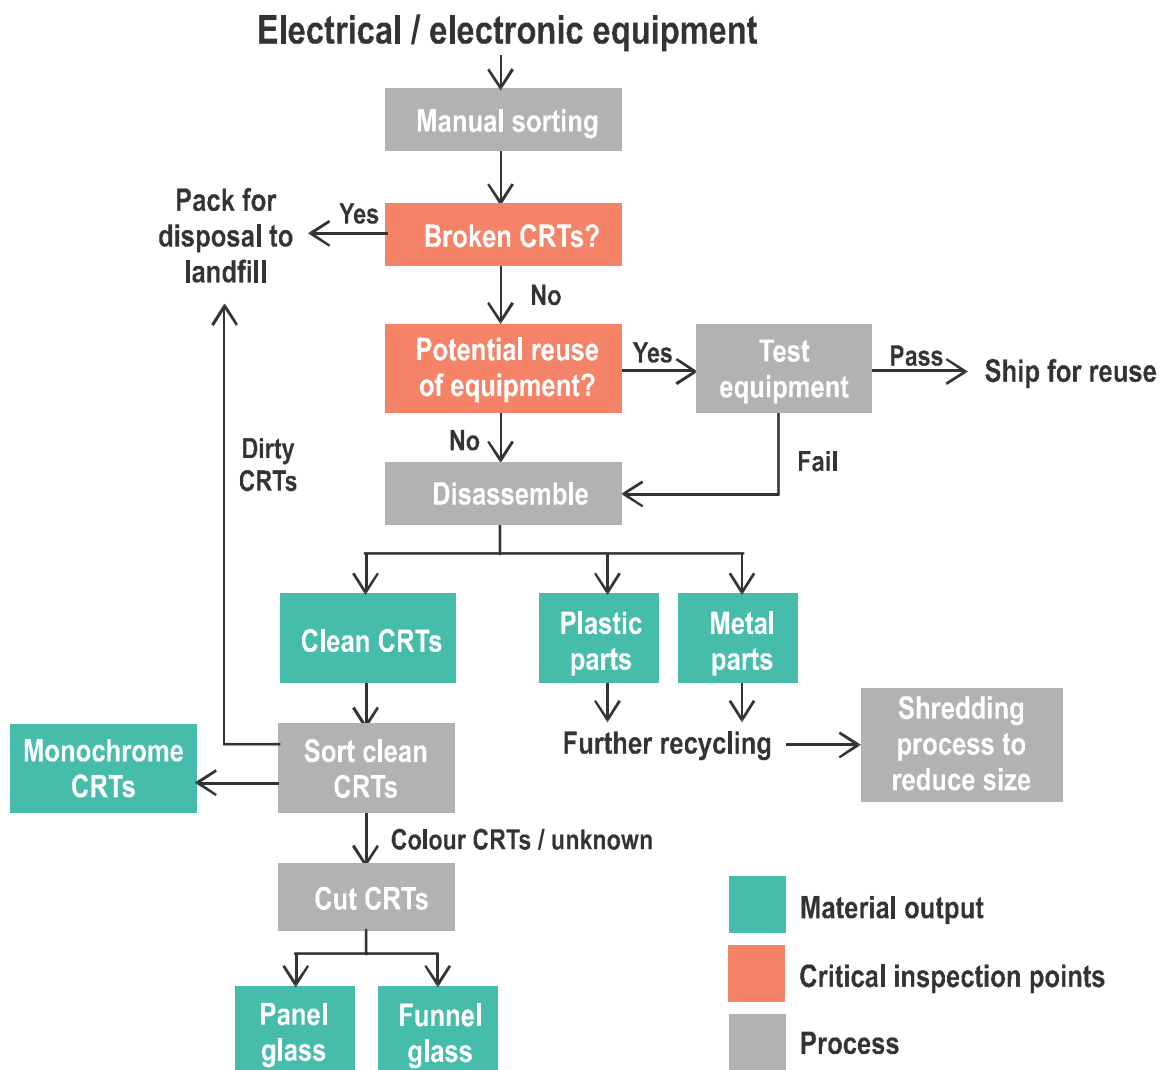 Electrical / electronic equipment
Manual sorting
Pack for
disposal to
landfill
Yes
Broken CRTs?
No
Potential reuse
of equipment?
Yes
Test
equipment
Pass
Ship for reuse
No
Fail
Dirty
CRTs
Disassemble
Clean CRTs
Plastic
parts
Metal
parts
Monochrome
CRTs
Sort clean
CRTs
Further recycling
Shredding
process to
reduce size
Colour CRTs / unknown
Cut CRTs
Panel
glass
Funnel
glass
Material output
Critical inspection points
Process